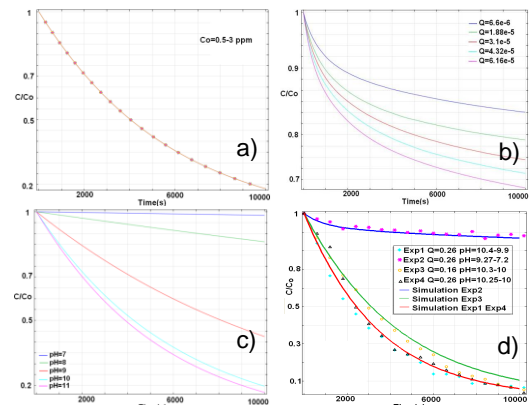 1
Co=0.5-3 ppm
0.7
C/Co
0.5
0.2
a)
2000
6000
10000
Time(s)
1
Q=6.6e-6
Q=1.88e-5
Q=3.1e-5
Q=4.32e-5
Q=6.16e-5
0.9
C/Co
0.8
0.7
b)
2000
6000
10000
Time(s)
1
0.8
C/Co
0.5
pH=7
pH=8
pH=9
pH=10
pH=11
c)
2000
6000
10000
1
Exp1 Q=0.26 pH=10.4-9.9
Exp2 Q=0.26 pH=9.27-7.2
Exp3 Q=0.16 pH=10.3-10
Exp4 Q=0.26 pH=10.25-10
Simulation Exp2
Simulation Exp3
Simulation Exp1 Exp4
0.8
C/C
0.5
0.1
d)
2000
6000
10000